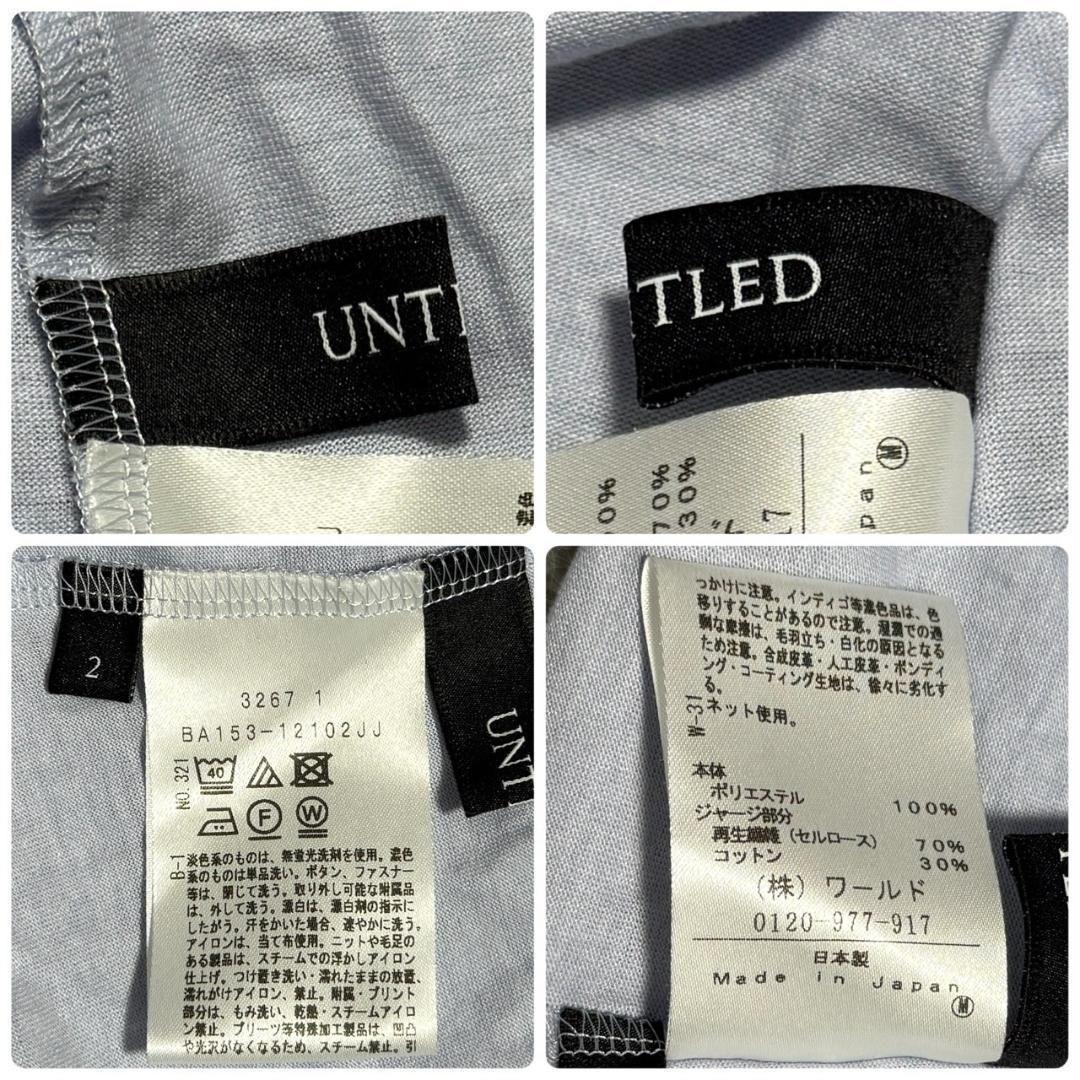 UNTI
濃色
J
TLED
00%
70%
30%
17
pan
M
2
3267 1
BA153-12102JJ
NO.321
40
F
W
B-1
淡色系のものは、無蛍光洗剤を使用。濃色
系のものは単品洗い。ボタン、ファスナー
等は、閉じて洗う。取り外し可能な附属品
は、外して洗う。漂白は、漂白剤の指示に
したがう。汗をかいた場合、速やかに洗う。
アイロンは、当て布使用。ニットや毛足の
ある製品は、スチームでの浮かしアイロン
仕上げ。つけ置き洗い・濡れたままの放置、
濡れがけアイロン、禁止。附属・プリント
部分は、もみ洗い、乾熱・スチームアイロ
ン禁止。プリーツ等特殊加工製品は、凹凸
や光沢がなくなるため、スチーム禁止。引
UNT
っかけに注意。インディゴ等濃色品は、色
移りすることがあるので注意。湿潤での過
剰な摩擦は、毛羽立ち・白化の原因となる
ため注意。合成皮革・人工皮革・ボンディ
ング・コーティング生地は、徐々に劣化す
る。
W-31
ネット使用。
本体
ポリエステル 100%
ジャージ部分
再生繊維（セルロース） 70%
コットン 30%
（株）ワールド
0120-977-917
日本製
Made in Japan
M